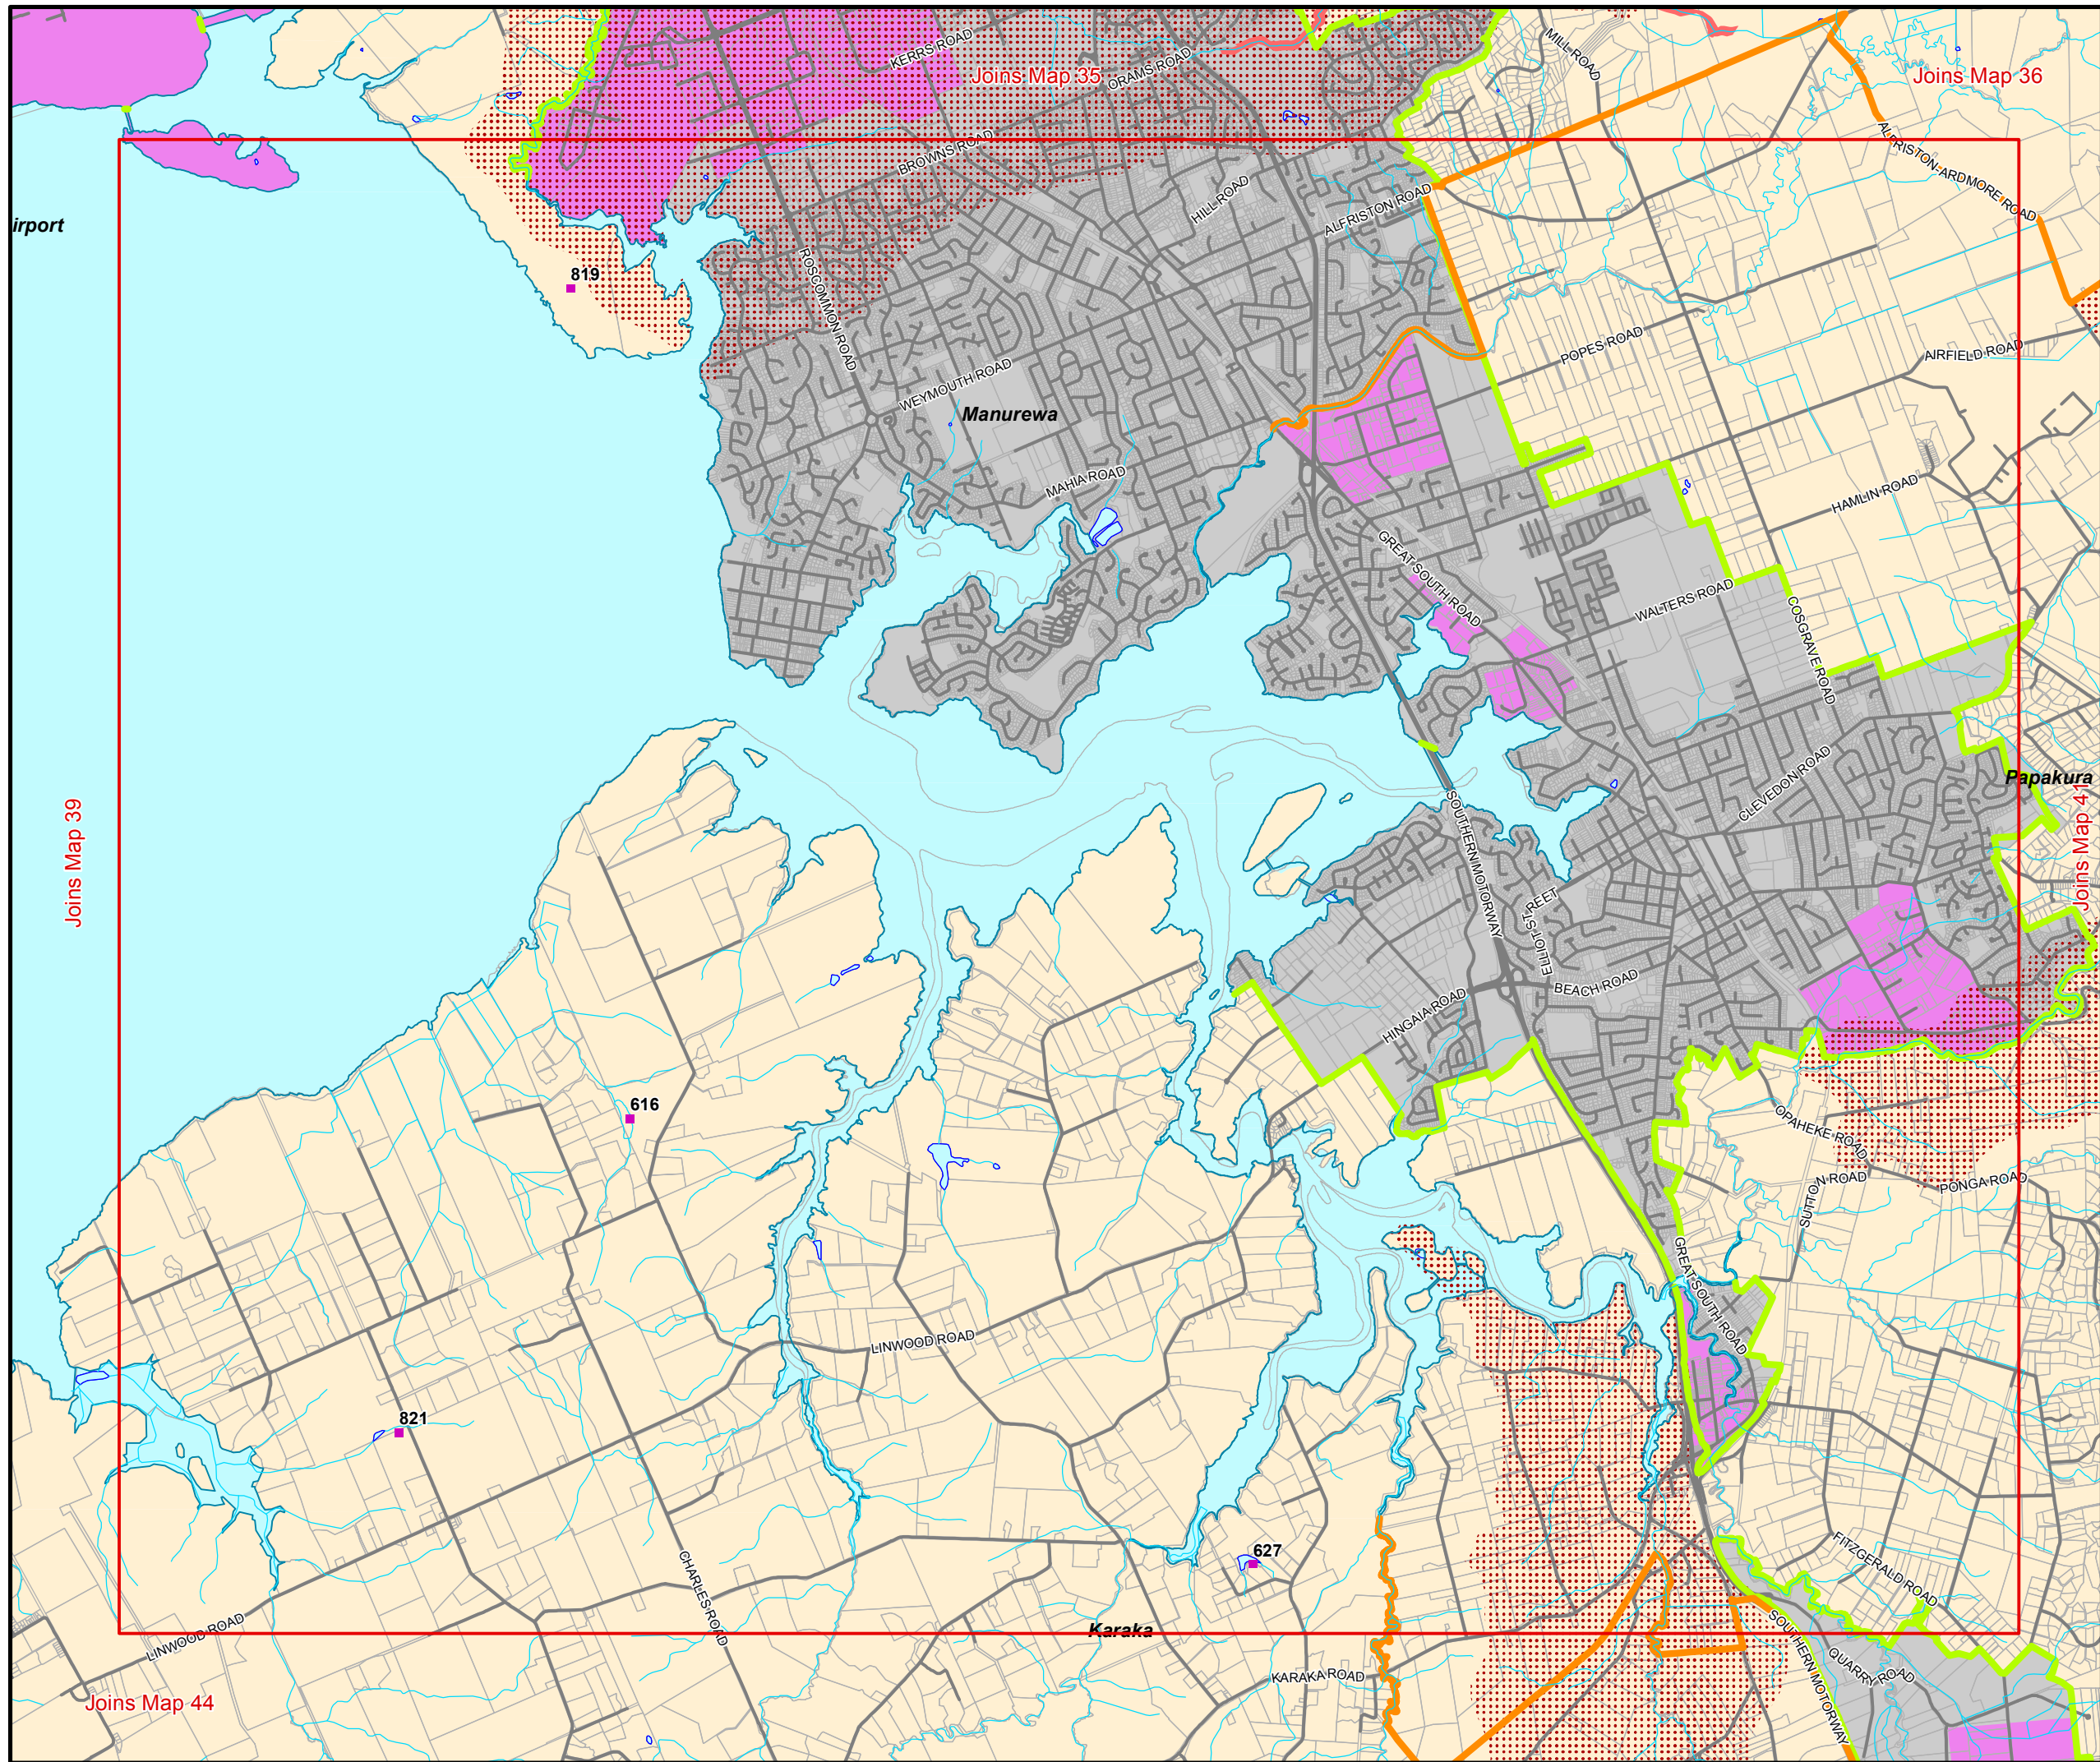 KERRS ROAD
Joins Map 35
ORAMS ROAD
MILL ROAD
Joins Map 36
ALFRISTON-ARDMORE ROAD
BROWNS ROAD
HILL ROAD
ALFRISTON ROAD
irport
819
ROSCOMMON ROAD
POPES ROAD
AIRFIELD ROAD
WEYMOUTH ROAD
Manurewa
MAHIA ROAD
HAMLIN ROAD
GREAT SOUTH ROAD
WALTERS ROAD
COSGRAVE ROAD
Papakura
CLEVEDON ROAD
Joins Map 39
Joins Map 41
SOUTHERN MOTORWAY
ELLIOT STREET
HINGAIA ROAD
BEACH ROAD
616
OPAHEKE ROAD
SUTTON ROAD
PONGA ROAD
GREAT SOUTH ROAD
LINWOOD ROAD
821
627
CHARLES ROAD
FITZGERALD ROAD
LINWOOD ROAD
Karaka
SOUTHERN MOTORWAY
QUARRY ROAD
KARAKA ROAD
Joins Map 44